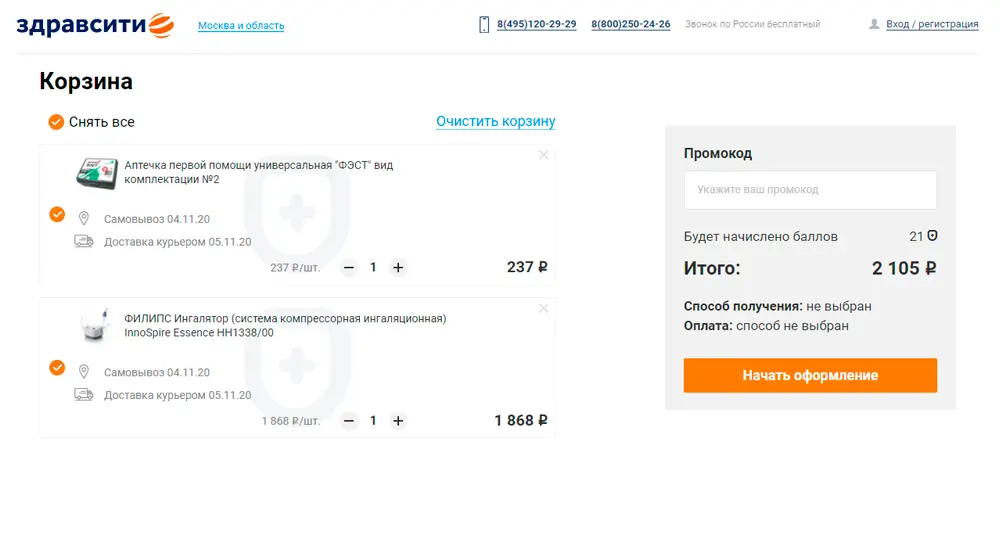 здравсити
Москва и область
8(495)120-29-29
8(800)250-24-26
Звонок по России бесплатный
Вход / регистрация
Корзина
Снять все
Очистить корзину
Аптечка первой помощи универсальная "ФЭСТ" вид
комплектации №2
Самовывоз 04.11.20
Доставка курьером 05.11.20
237 ₽/шт.
1
237 ₽
ФИЛИПС Ингалятор (система компрессорная ингаляционная)
InnoSpire Essence HH1338/00
Самовывоз 04.11.20
Доставка курьером 05.11.20
1 868 ₽/шт.
1
1 868 ₽
Промокод
Укажите ваш промокод
Будет начислено баллов 21
Итого: 2 105 ₽
Способ получения: не выбран
Оплата: способ не выбран
Начать оформление